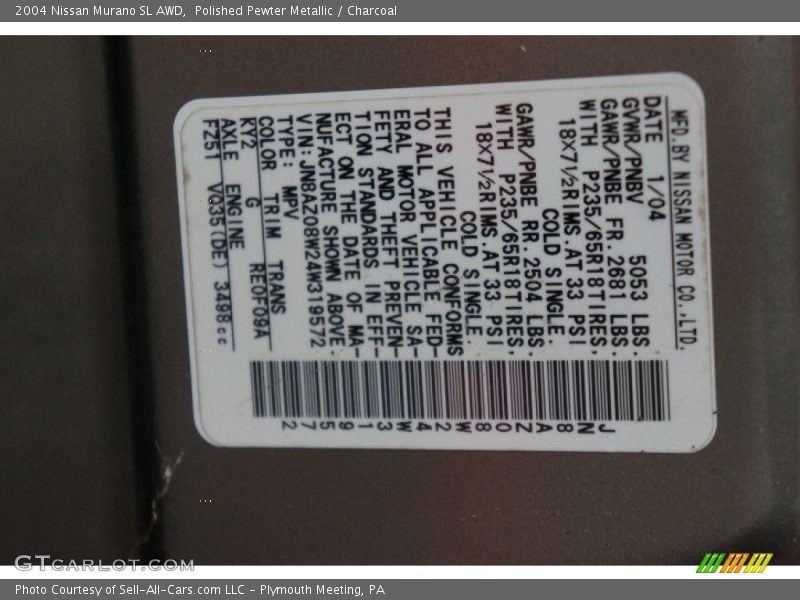 2004 Nissan Murano SL AWD, Polished Pewter Metallic / Charcoal
MFD.BY NISSAN MOTOR CO.,LTD.
DATE 1/04
GVWR/PNBV 5053 LBS.
GAWR/PNBE FR. 2681 LBS.
WITH P235/65R18TIRES,
18X7½RIMS.AT 33 PSI
COLD SINGLE.
GAWR/PNBE RR. 2504 LBS.
WITH P235/65R18TIRES,
18X7½RIMS.AT 33 PSI
COLD SINGLE.
THIS VEHICLE CONFORMS
TO ALL APPLICABLE FED-
ERAL MOTOR VEHICLE SA-
FETY AND THEFT PREVEN-
TION STANDARDS IN EFF-
ECT ON THE DATE OF MA-
NUFACTURE SHOWN ABOVE.
VIN:JN8AZ08W24W319572
TYPE: MPV
COLOR TRIM TRANS
KY2 G RE0F09A
AXLE ENGINE
FZ51 VQ35(DE) 3498cc
JN8AZ08W24W319572
GTcarlot.com
Photo Courtesy of Sell-All-Cars.com LLC - Plymouth Meeting, PA